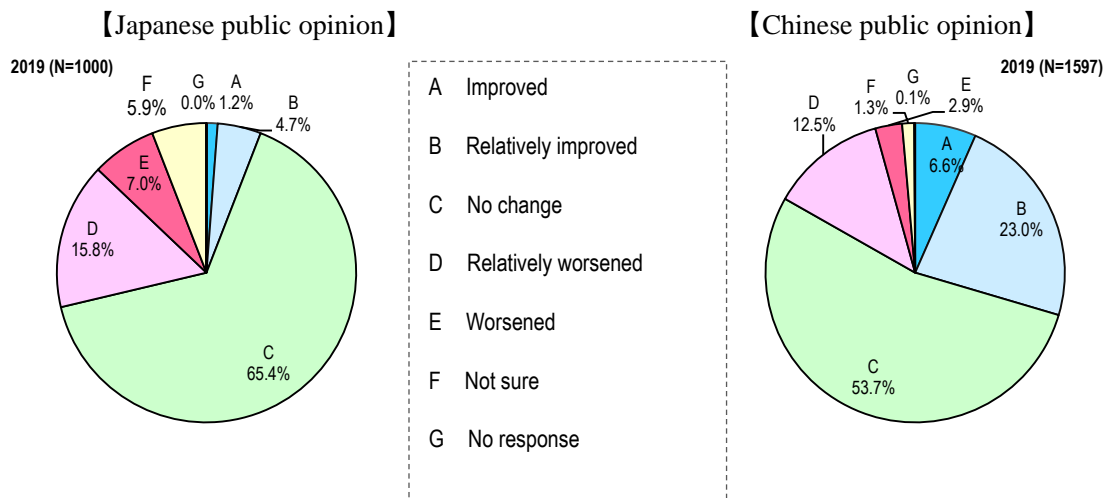 【Japanese public opinion】
【Chinese public opinion】
2019 (N=1000)
G
0.0%
A
1.2%
B
4.7%
C
65.4%
D
15.8%
E
7.0%
F
5.9%
A Improved
B Relatively improved
C No change
D Relatively worsened
E Worsened
F Not sure
G No response
2019 (N=1597)
G
0.1%
E
2.9%
A
6.6%
B
23.0%
C
53.7%
D
12.5%
F
1.3%